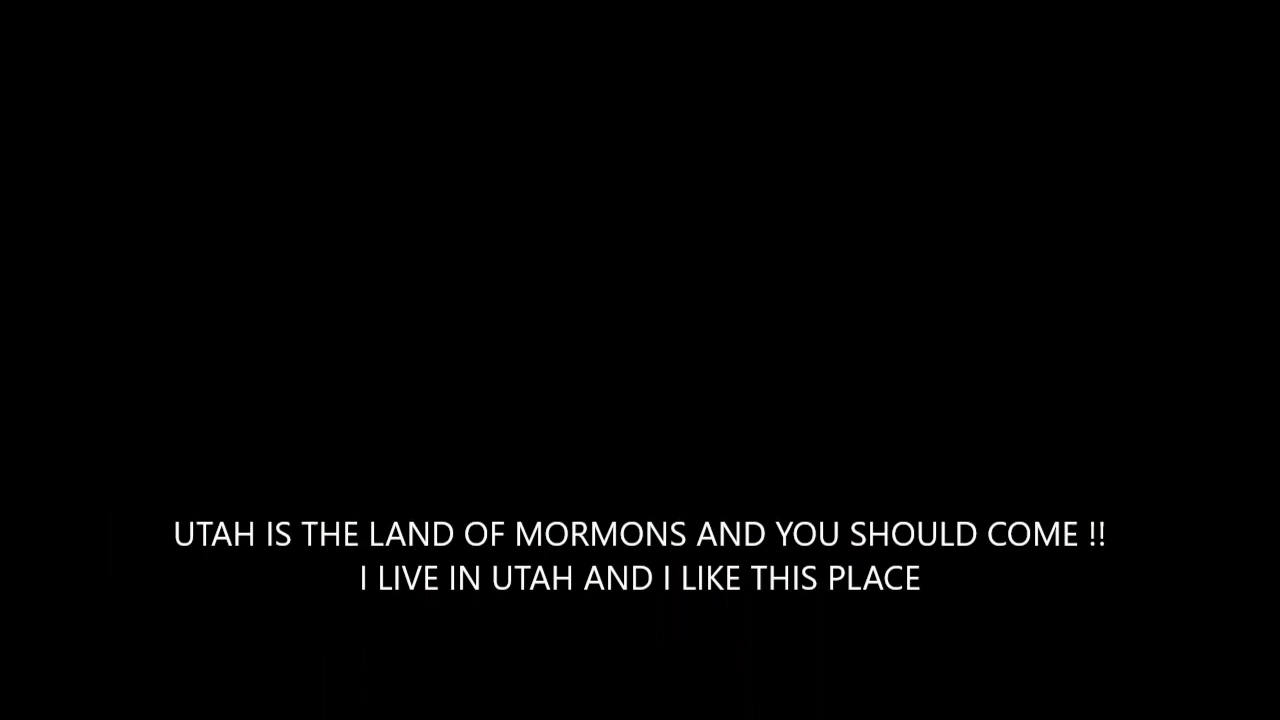 UTAH IS THE LAND OF MORMONS AND YOU SHOULD COME !!
I LIVE IN UTAH AND I LIKE THIS PLACE